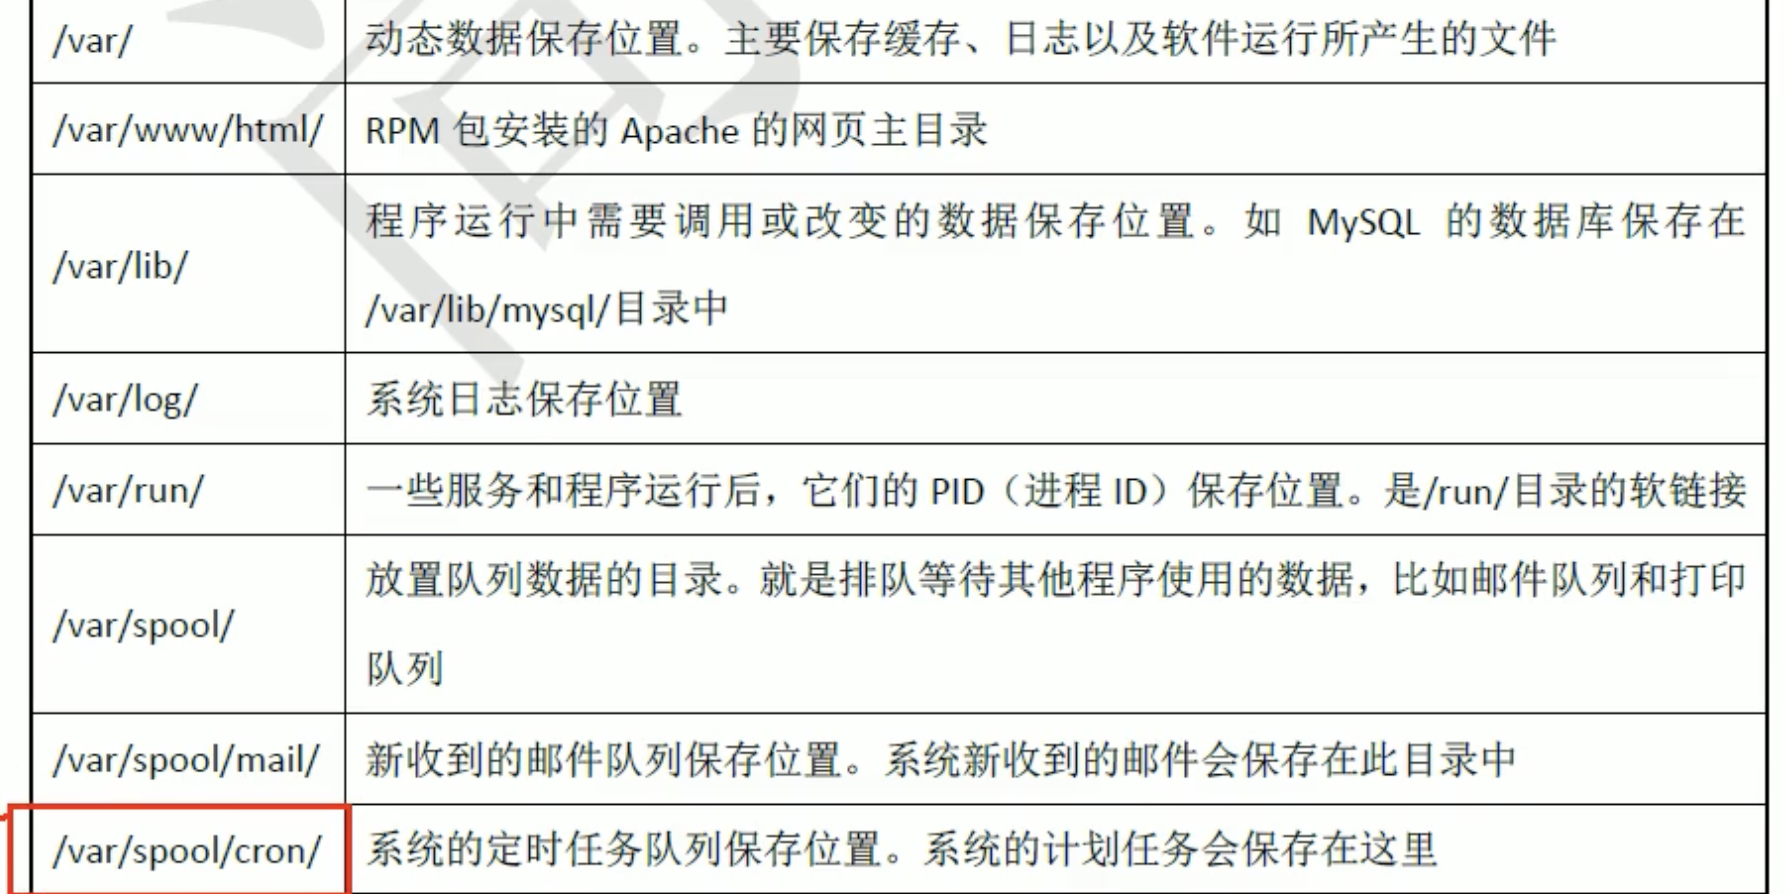 /var/ 动态数据保存位置。主要保存缓存、日志以及软件运行所产生的文件
/var/www/html/ RPM 包安装的 Apache 的网页主目录
程序运行中需要调用或改变的数据保存位置。如 MySQL 的数据库保存在
/var/lib/
/var/lib/mysql/目录中
/var/log/ 系统日志保存位置
/var/run/ 一些服务和程序运行后，它们的 PID（进程 ID）保存位置。是/run/目录的软链接
放置队列数据的目录。就是排队等待其他程序使用的数据，比如邮件队列和打印
/var/spool/
队列
/var/spool/mail/ 新收到的邮件队列保存位置。系统新收到的邮件会保存在此目录中
/var/spool/cron/ 系统的定时任务队列保存位置。系统的计划任务会保存在这里